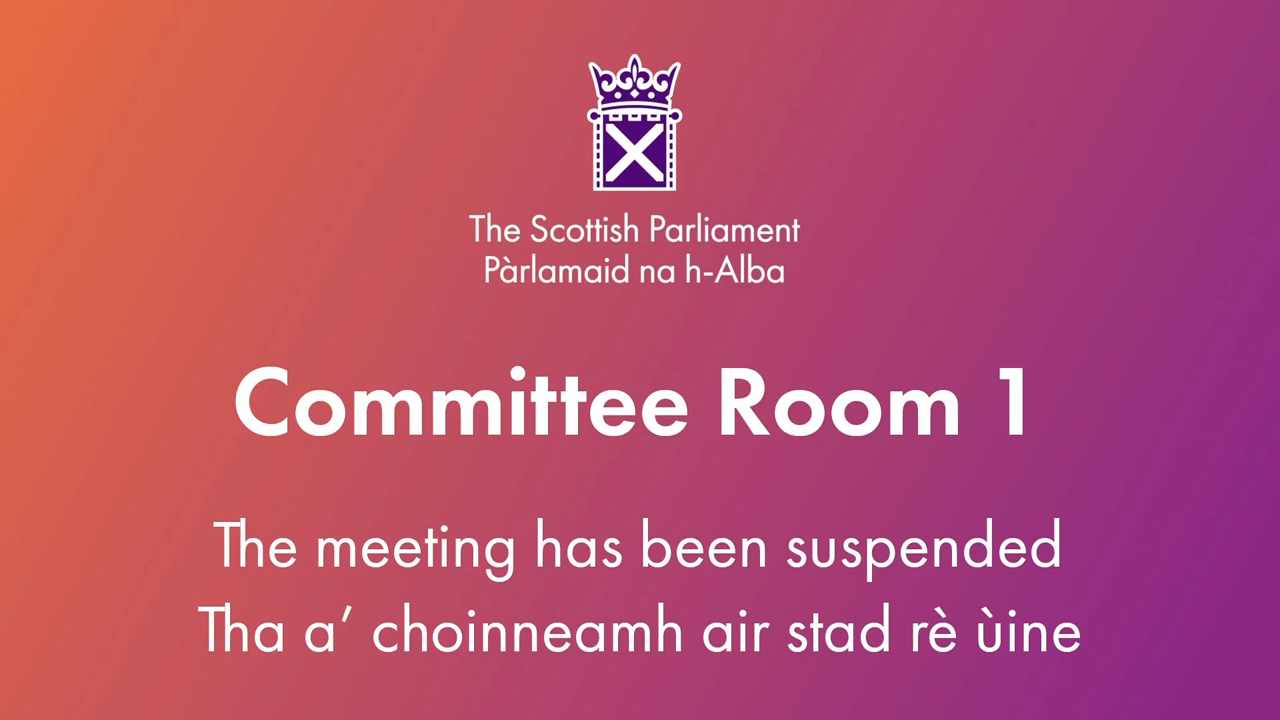 The Scottish Parliament
Pàrlamaid na h-Alba
Committee Room 1
The meeting has been suspended
Tha a’ choinneamh air stad rè ùine